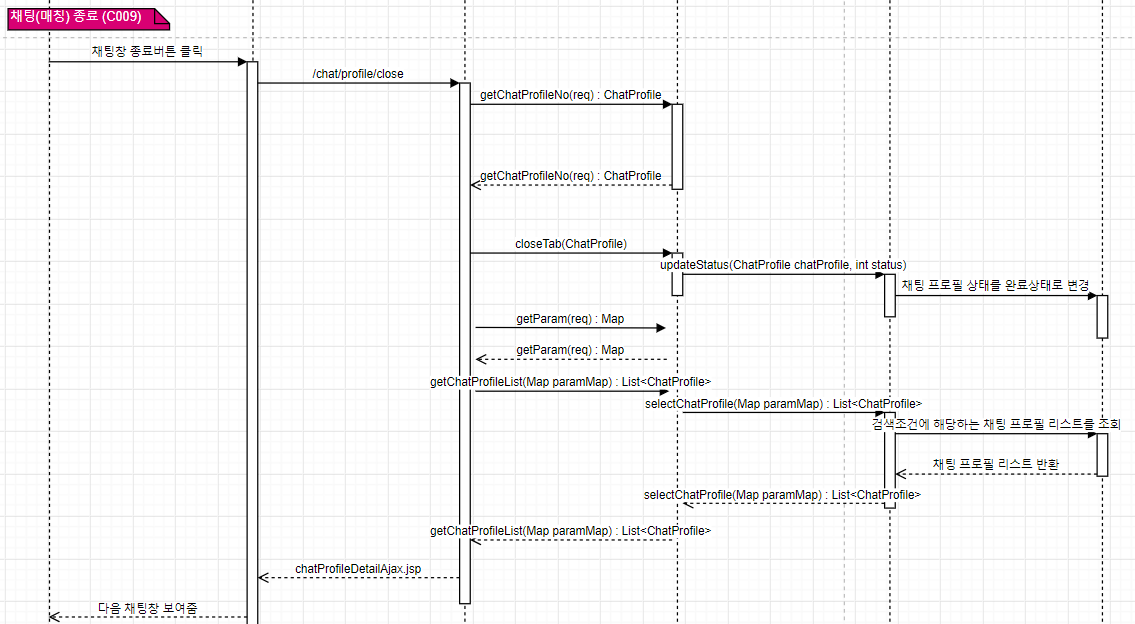 채팅(매칭) 종료 (C009)
채팅창 종료버튼 클릭
/chat/profile/close
getChatProfileNo(req) : ChatProfile
getChatProfileNo(req) : ChatProfile
closeTab(ChatProfile)
updateStatus(ChatProfile chatProfile, int status)
채팅 프로필 상태를 완료상태로 변경
getParam(req) : Map
getParam(req) : Map
getChatProfileList(Map paramMap) : List<ChatProfile>
selectChatProfile(Map paramMap) : List<ChatProfile>
검색조건에 해당하는 채팅 프로필 리스트를 조회
채팅 프로필 리스트 반환
selectChatProfile(Map paramMap) : List<ChatProfile>
getChatProfileList(Map paramMap) : List<ChatProfile>
chatProfileDetailAjax.jsp
다음 채팅창 보여줌